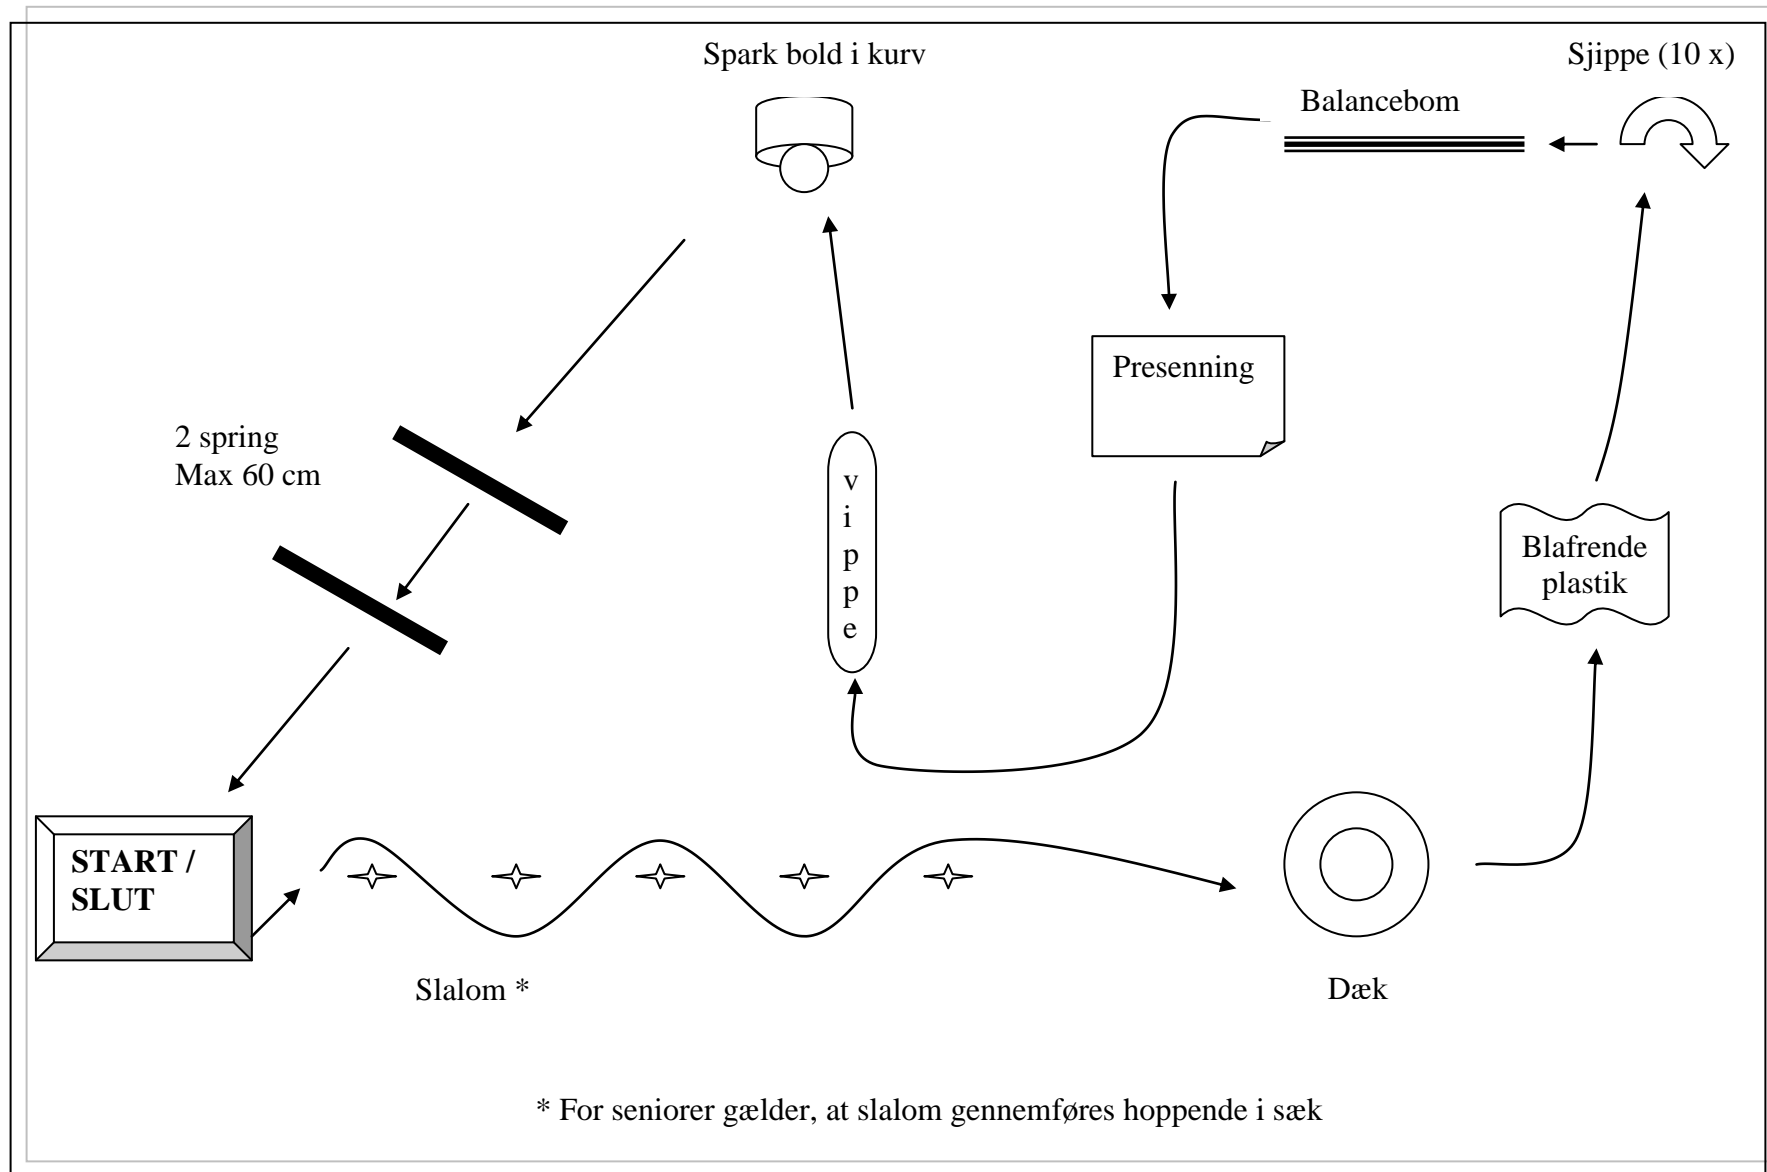 Spark bold i kurv
Sjippe (10 x)
Balancebom
Presenning
2 spring
Max 60 cm
v
i
p
p
e
Blafrende
plastik
START /
SLUT
Slalom *
Dæk
* For seniorer gælder, at slalom gennemføres hoppende i sæk